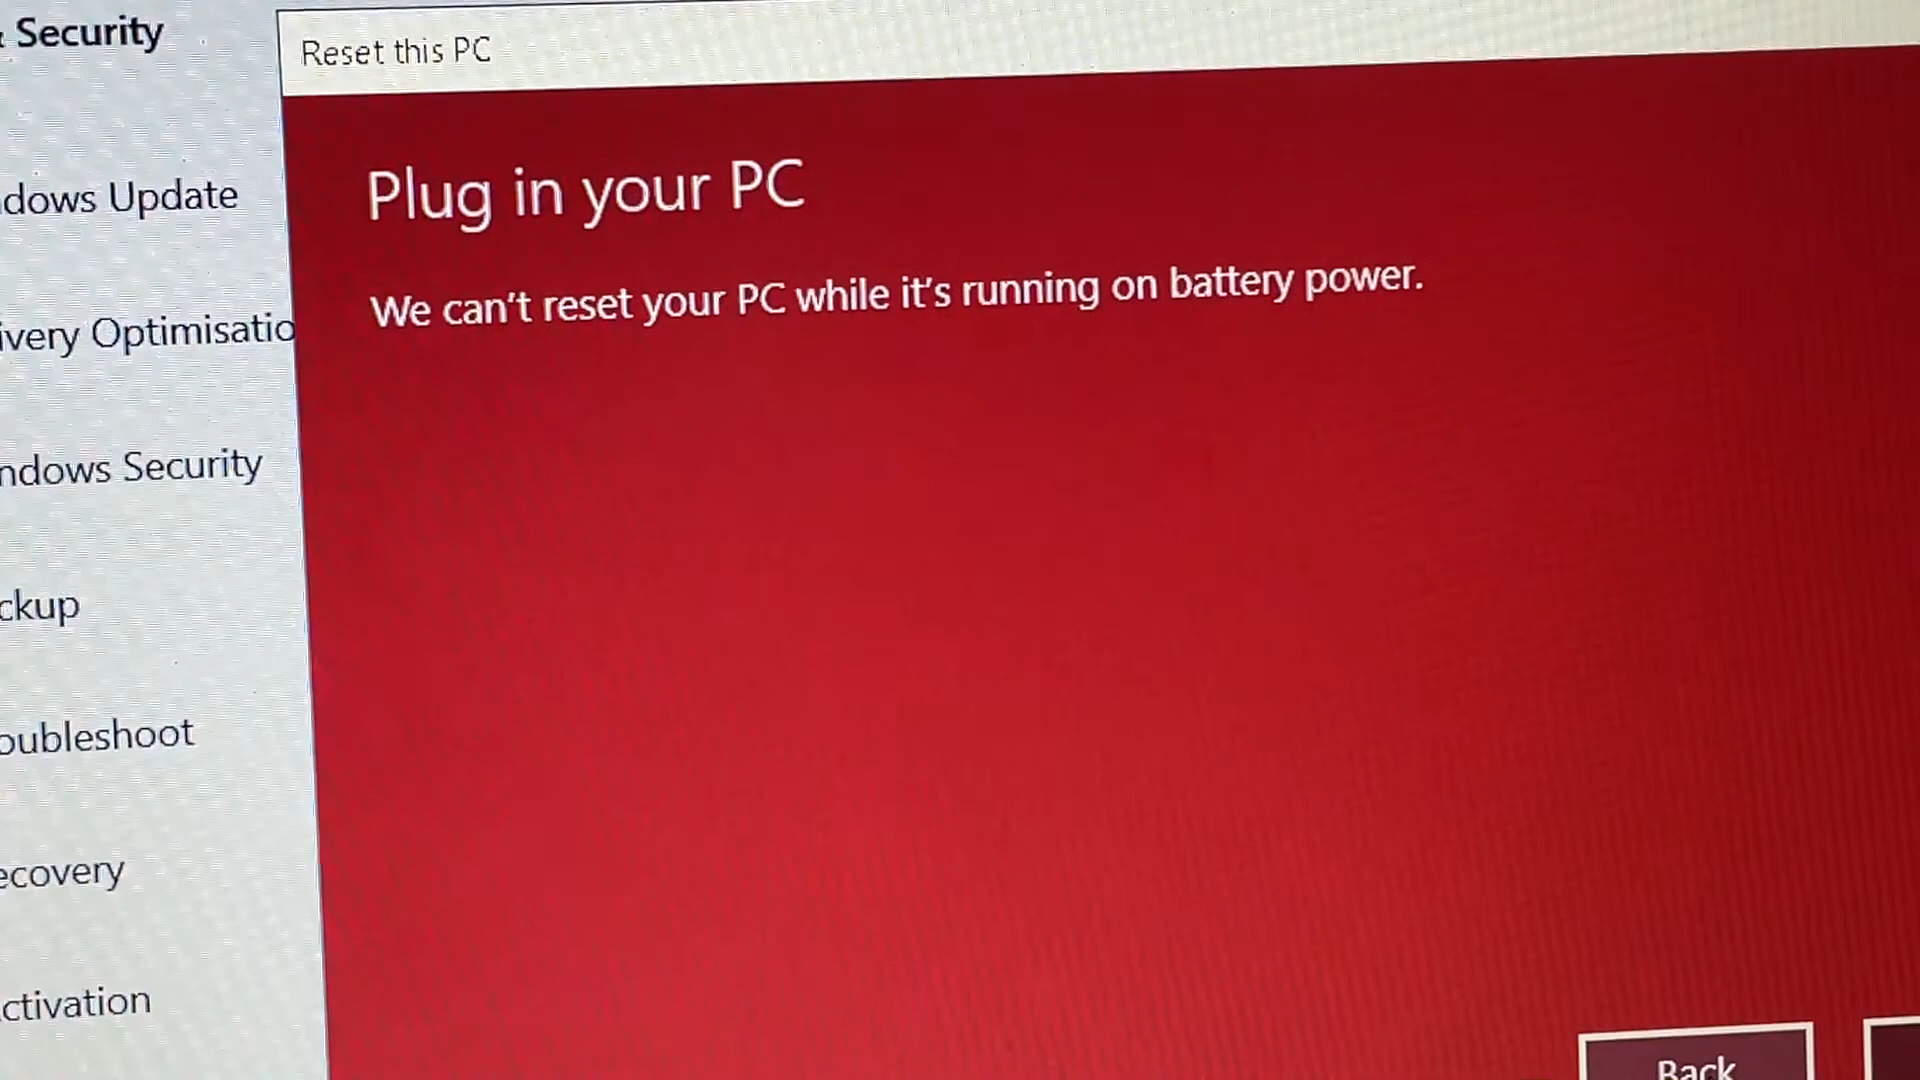 Security
Reset this PC
Plug in your PC
We can't reset your PC while it's running on battery power.
dows Update
ivery Optimisatio
ndows Security
ckup
oubleshoot
ecovery
ctivation
Back